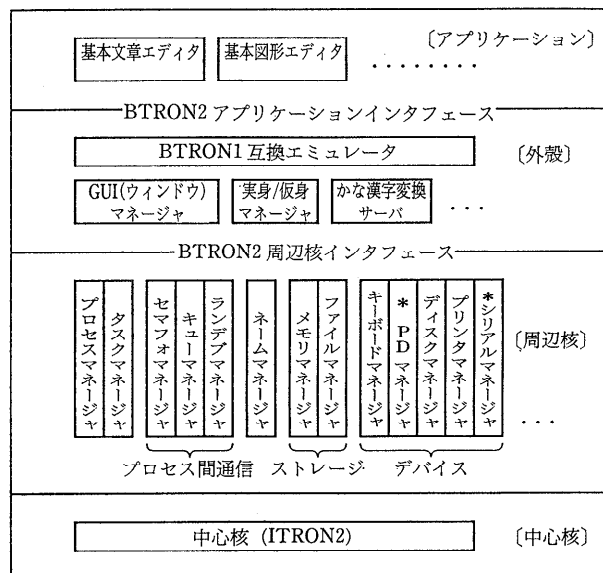 基本文章エディタ 基本図形エディタ ・・・・・・・・ 〔アプリケーション〕
BTRON2 アプリケーションインタフェース
BTRON1 互換エミュレータ 〔外殻〕
GUI(ウィンドウ)マネージャ
実身/仮身マネージャ
かな漢字変換サーバ
・・・
BTRON2 周辺核インタフェース
プロセスマネージャ
タスクマネージャ
セマフォマネージャ
キューマネージャ
ランデブマネージャ
ネームマネージャ
メモリマネージャ
ファイルマネージャ
キーボードマネージャ
* PDマネージャ
ディスクマネージャ
プリンタマネージャ
*シリアルマネージャ
〔周辺核〕
・・・
プロセス間通信 ストレージ デバイス
中心核 (ITRON2) 〔中心核〕